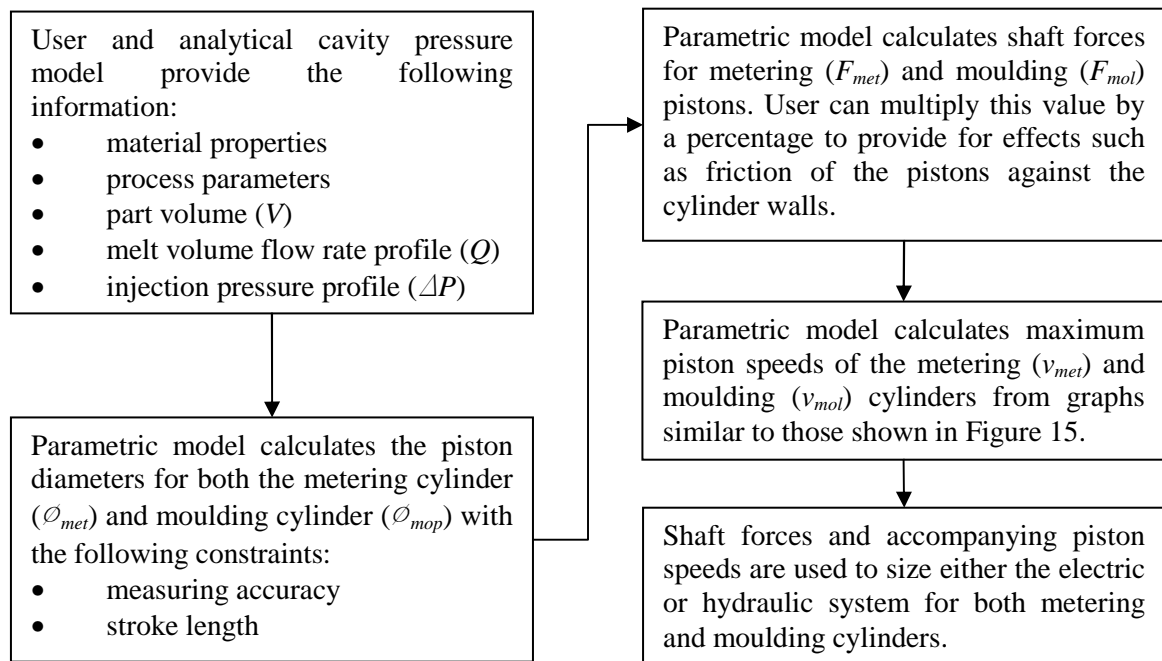 User and analytical cavity pressure
model provide the following
information:
• material properties
• process parameters
• part volume (V)
• melt volume flow rate profile (Q)
• injection pressure profile (ΔP)
Parametric model calculates the piston
diameters for both the metering cylinder
(∅met) and moulding cylinder (∅mop) with
the following constraints:
• measuring accuracy
• stroke length
Parametric model calculates shaft forces
for metering (Fmet) and moulding (Fmol)
pistons. User can multiply this value by
a percentage to provide for effects such
as friction of the pistons against the
cylinder walls.
Parametric model calculates maximum
piston speeds of the metering (vmet) and
moulding (vmol) cylinders from graphs
similar to those shown in Figure 15.
Shaft forces and accompanying piston
speeds are used to size either the electric
or hydraulic system for both metering
and moulding cylinders.